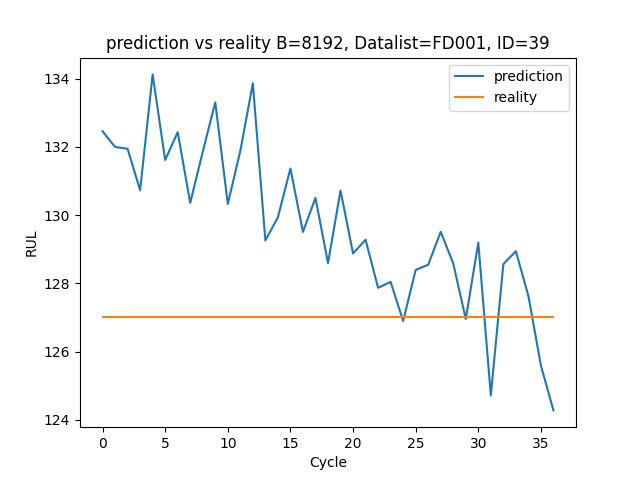 prediction vs reality B=8192, Datalist=FD001, ID=39
prediction
reality
134
132
130
128
126
124
RUL
0 5 10 15 20 25 30 35
Cycle